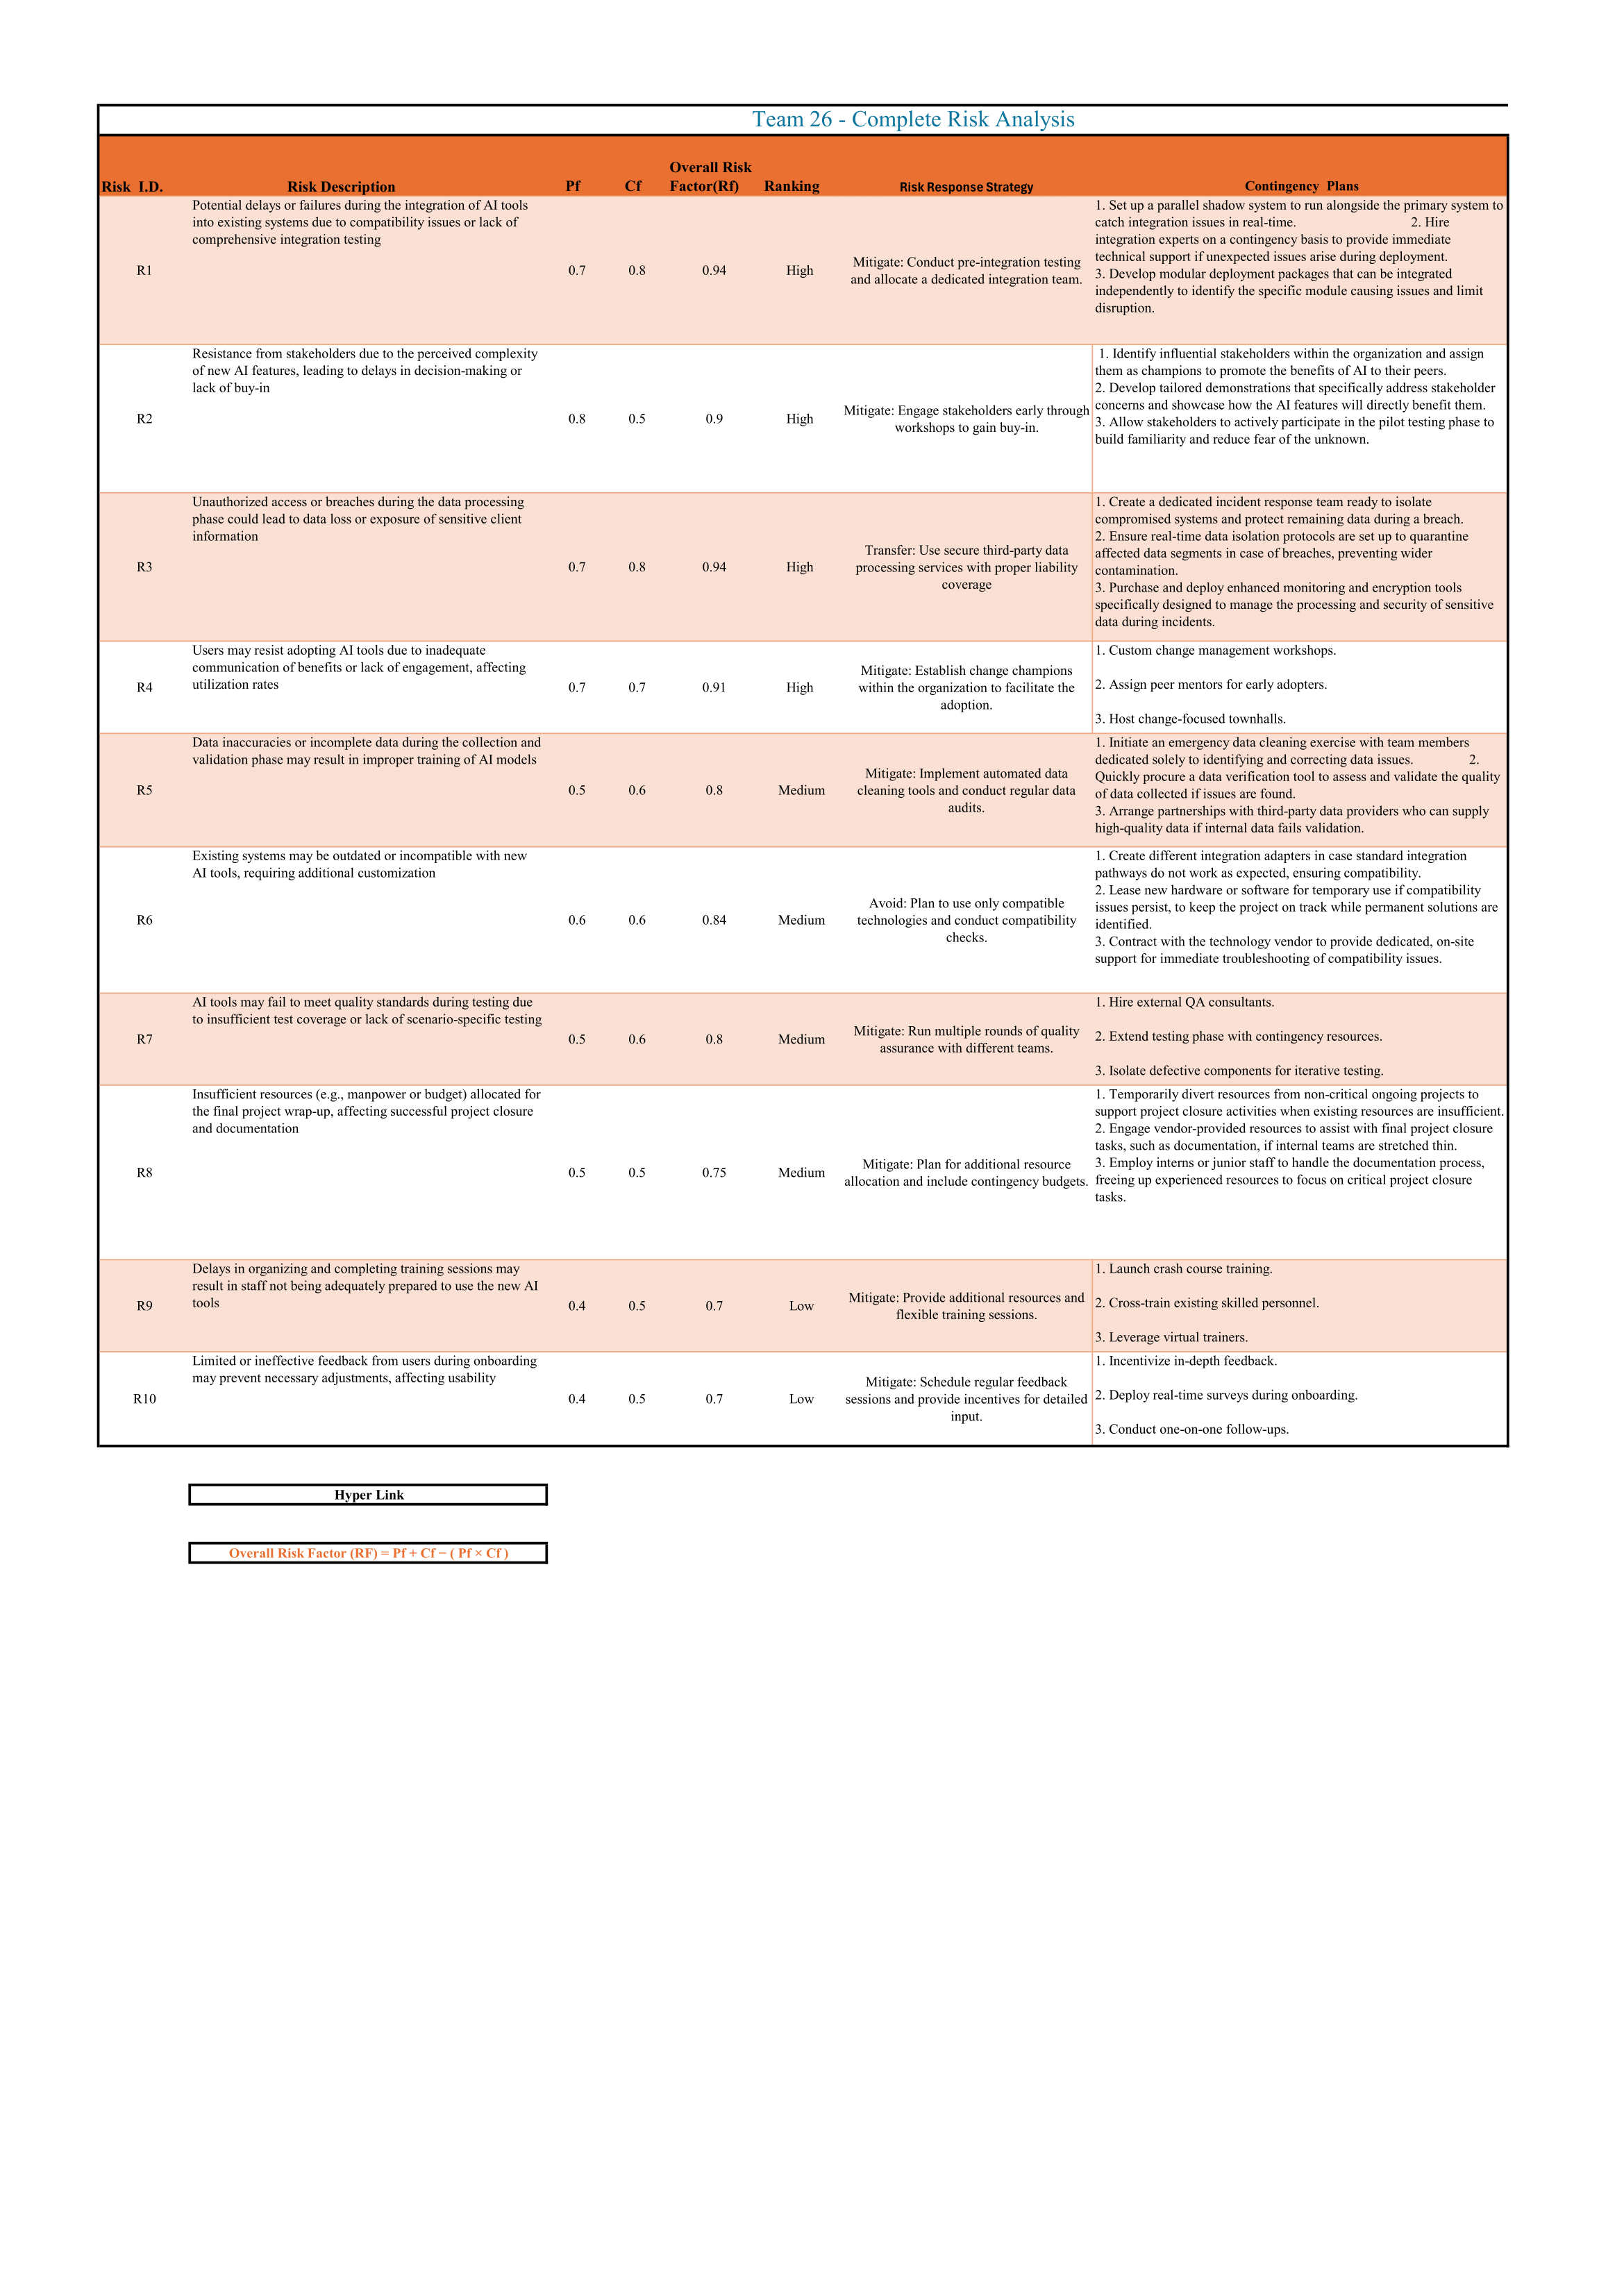 Team 26 - Complete Risk Analysis
Risk I.D.
Risk Description
Pf
Cf
Overall Risk
Factor(Rf)
Ranking
Risk Response Strategy
Contingency Plans
R1
Potential delays or failures during the integration of AI tools
into existing systems due to compatibility issues or lack of
comprehensive integration testing
0.7
0.8
0.94
High
Mitigate: Conduct pre-integration testing
and allocate a dedicated integration team.
1. Set up a parallel shadow system to run alongside the primary system to
catch integration issues in real-time. 2. Hire
integration experts on a contingency basis to provide immediate
technical support if unexpected issues arise during deployment.
3. Develop modular deployment packages that can be integrated
independently to identify the specific module causing issues and limit
disruption.
R2
Resistance from stakeholders due to the perceived complexity
of new AI features, leading to delays in decision-making or
lack of buy-in
0.8
0.5
0.9
High
Mitigate: Engage stakeholders early through
workshops to gain buy-in.
1. Identify influential stakeholders within the organization and assign
them as champions to promote the benefits of AI to their peers.
2. Develop tailored demonstrations that specifically address stakeholder
concerns and showcase how the AI features will directly benefit them.
3. Allow stakeholders to actively participate in the pilot testing phase to
build familiarity and reduce fear of the unknown.
R3
Unauthorized access or breaches during the data processing
phase could lead to data loss or exposure of sensitive client
information
0.7
0.8
0.94
High
Transfer: Use secure third-party data
processing services with proper liability
coverage
1. Create a dedicated incident response team ready to isolate
compromised systems and protect remaining data during a breach.
2. Ensure real-time data isolation protocols are set up to quarantine
affected data segments in case of breaches, preventing wider
contamination.
3. Purchase and deploy enhanced monitoring and encryption tools
specifically designed to manage the processing and security of sensitive
data during incidents.
R4
Users may resist adopting AI tools due to inadequate
communication of benefits or lack of engagement, affecting
utilization rates
0.7
0.7
0.91
High
Mitigate: Establish change champions
within the organization to facilitate the
adoption.
1. Custom change management workshops.
2. Assign peer mentors for early adopters.
3. Host change-focused townhalls.
R5
Data inaccuracies or incomplete data during the collection and
validation phase may result in improper training of AI models
0.5
0.6
0.8
Medium
Mitigate: Implement automated data
cleaning tools and conduct regular data
audits.
1. Initiate an emergency data cleaning exercise with team members
dedicated solely to identifying and correcting data issues. 2.
Quickly procure a data verification tool to assess and validate the quality
of data collected if issues are found.
3. Arrange partnerships with third-party data providers who can supply
high-quality data if internal data fails validation.
R6
Existing systems may be outdated or incompatible with new
AI tools, requiring additional customization
0.6
0.6
0.84
Medium
Avoid: Plan to use only compatible
technologies and conduct compatibility
checks.
1. Create different integration adapters in case standard integration
pathways do not work as expected, ensuring compatibility.
2. Lease new hardware or software for temporary use if compatibility
issues persist, to keep the project on track while permanent solutions are
identified.
3. Contract with the technology vendor to provide dedicated, on-site
support for immediate troubleshooting of compatibility issues.
R7
AI tools may fail to meet quality standards during testing due
to insufficient test coverage or lack of scenario-specific testing
0.5
0.6
0.8
Medium
Mitigate: Run multiple rounds of quality
assurance with different teams.
1. Hire external QA consultants.
2. Extend testing phase with contingency resources.
3. Isolate defective components for iterative testing.
R8
Insufficient resources (e.g., manpower or budget) allocated for
the final project wrap-up, affecting successful project closure
and documentation
0.5
0.5
0.75
Medium
Mitigate: Plan for additional resource
allocation and include contingency budgets.
1. Temporarily divert resources from non-critical ongoing projects to
support project closure activities when existing resources are insufficient.
2. Engage vendor-provided resources to assist with final project closure
tasks, such as documentation, if internal teams are stretched thin.
3. Employ interns or junior staff to handle the documentation process,
freeing up experienced resources to focus on critical project closure
tasks.
R9
Delays in organizing and completing training sessions may
result in staff not being adequately prepared to use the new AI
tools
0.4
0.5
0.7
Low
Mitigate: Provide additional resources and
flexible training sessions.
1. Launch crash course training.
2. Cross-train existing skilled personnel.
3. Leverage virtual trainers.
R10
Limited or ineffective feedback from users during onboarding
may prevent necessary adjustments, affecting usability
0.4
0.5
0.7
Low
Mitigate: Schedule regular feedback
sessions and provide incentives for detailed
input.
1. Incentivize in-depth feedback.
2. Deploy real-time surveys during onboarding.
3. Conduct one-on-one follow-ups.
Hyper Link
Overall Risk Factor (RF) = Pf + Cf − ( Pf × Cf )